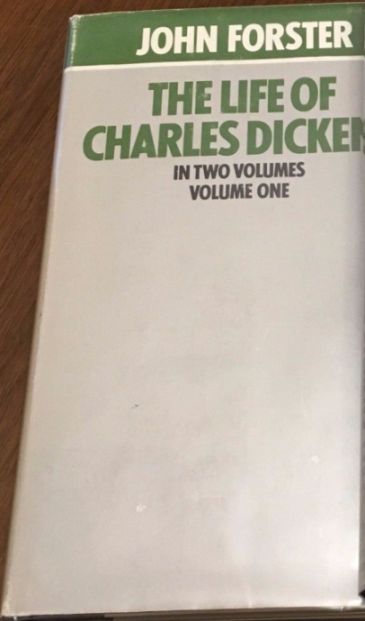 JOHN FORSTER
THE LIFE OF
CHARLES DICKEN
IN TWO VOLUMES
VOLUME ONE